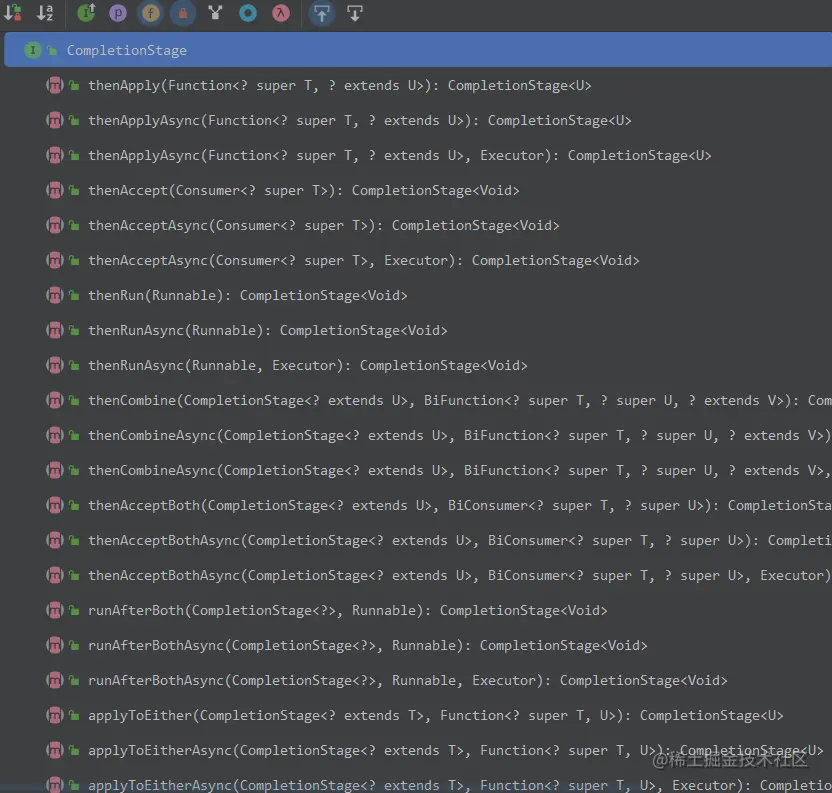 CompletionStage
thenApply(Function<? super T, ? extends U>): CompletionStage<U>
thenApplyAsync(Function<? super T, ? extends U>): CompletionStage<U>
thenApplyAsync(Function<? super T, ? extends U>, Executor): CompletionStage<U>
thenAccept(Consumer<? super T>): CompletionStage<Void>
thenAcceptAsync(Consumer<? super T>): CompletionStage<Void>
thenAcceptAsync(Consumer<? super T>, Executor): CompletionStage<Void>
thenRun(Runnable): CompletionStage<Void>
thenRunAsync(Runnable): CompletionStage<Void>
thenRunAsync(Runnable, Executor): CompletionStage<Void>
thenCombine(CompletionStage<? extends U>, BiFunction<? super T, ? super U, ? extends V>): Com
thenCombineAsync(CompletionStage<? extends U>, BiFunction<? super T, ? super U, ? extends V>)
thenCombineAsync(CompletionStage<? extends U>, BiFunction<? super T, ? super U, ? extends V>,
thenAcceptBoth(CompletionStage<? extends U>, BiConsumer<? super T, ? super U>): CompletionSta
thenAcceptBothAsync(CompletionStage<? extends U>, BiConsumer<? super T, ? super U>): Completi
thenAcceptBothAsync(CompletionStage<? extends U>, BiConsumer<? super T, ? super U>, Executor)
runAfterBoth(CompletionStage<?>, Runnable): CompletionStage<Void>
runAfterBothAsync(CompletionStage<?>, Runnable): CompletionStage<Void>
runAfterBothAsync(CompletionStage<?>, Runnable, Executor): CompletionStage<Void>
applyToEither(CompletionStage<? extends T>, Function<? super T, U>): CompletionStage<U>
applyToEitherAsync(CompletionStage<? extends T>, Function<? super T, U>): CompletionStage<U>
@稀土掘金技术社区
applyToEitherAsync(CompletionStage<? extends T>, Function<? super T, U>, Executor): Completio